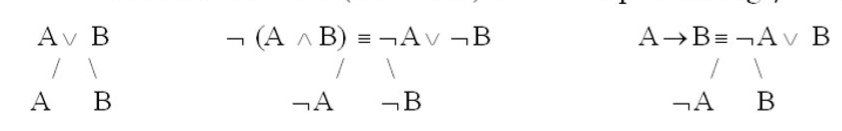 A ∨ B ¬ (A ∧ B) ≡ ¬A ∨ ¬B A → B ≡ ¬A ∨ B
/ \ / \ / \
A B ¬A ¬B ¬A B